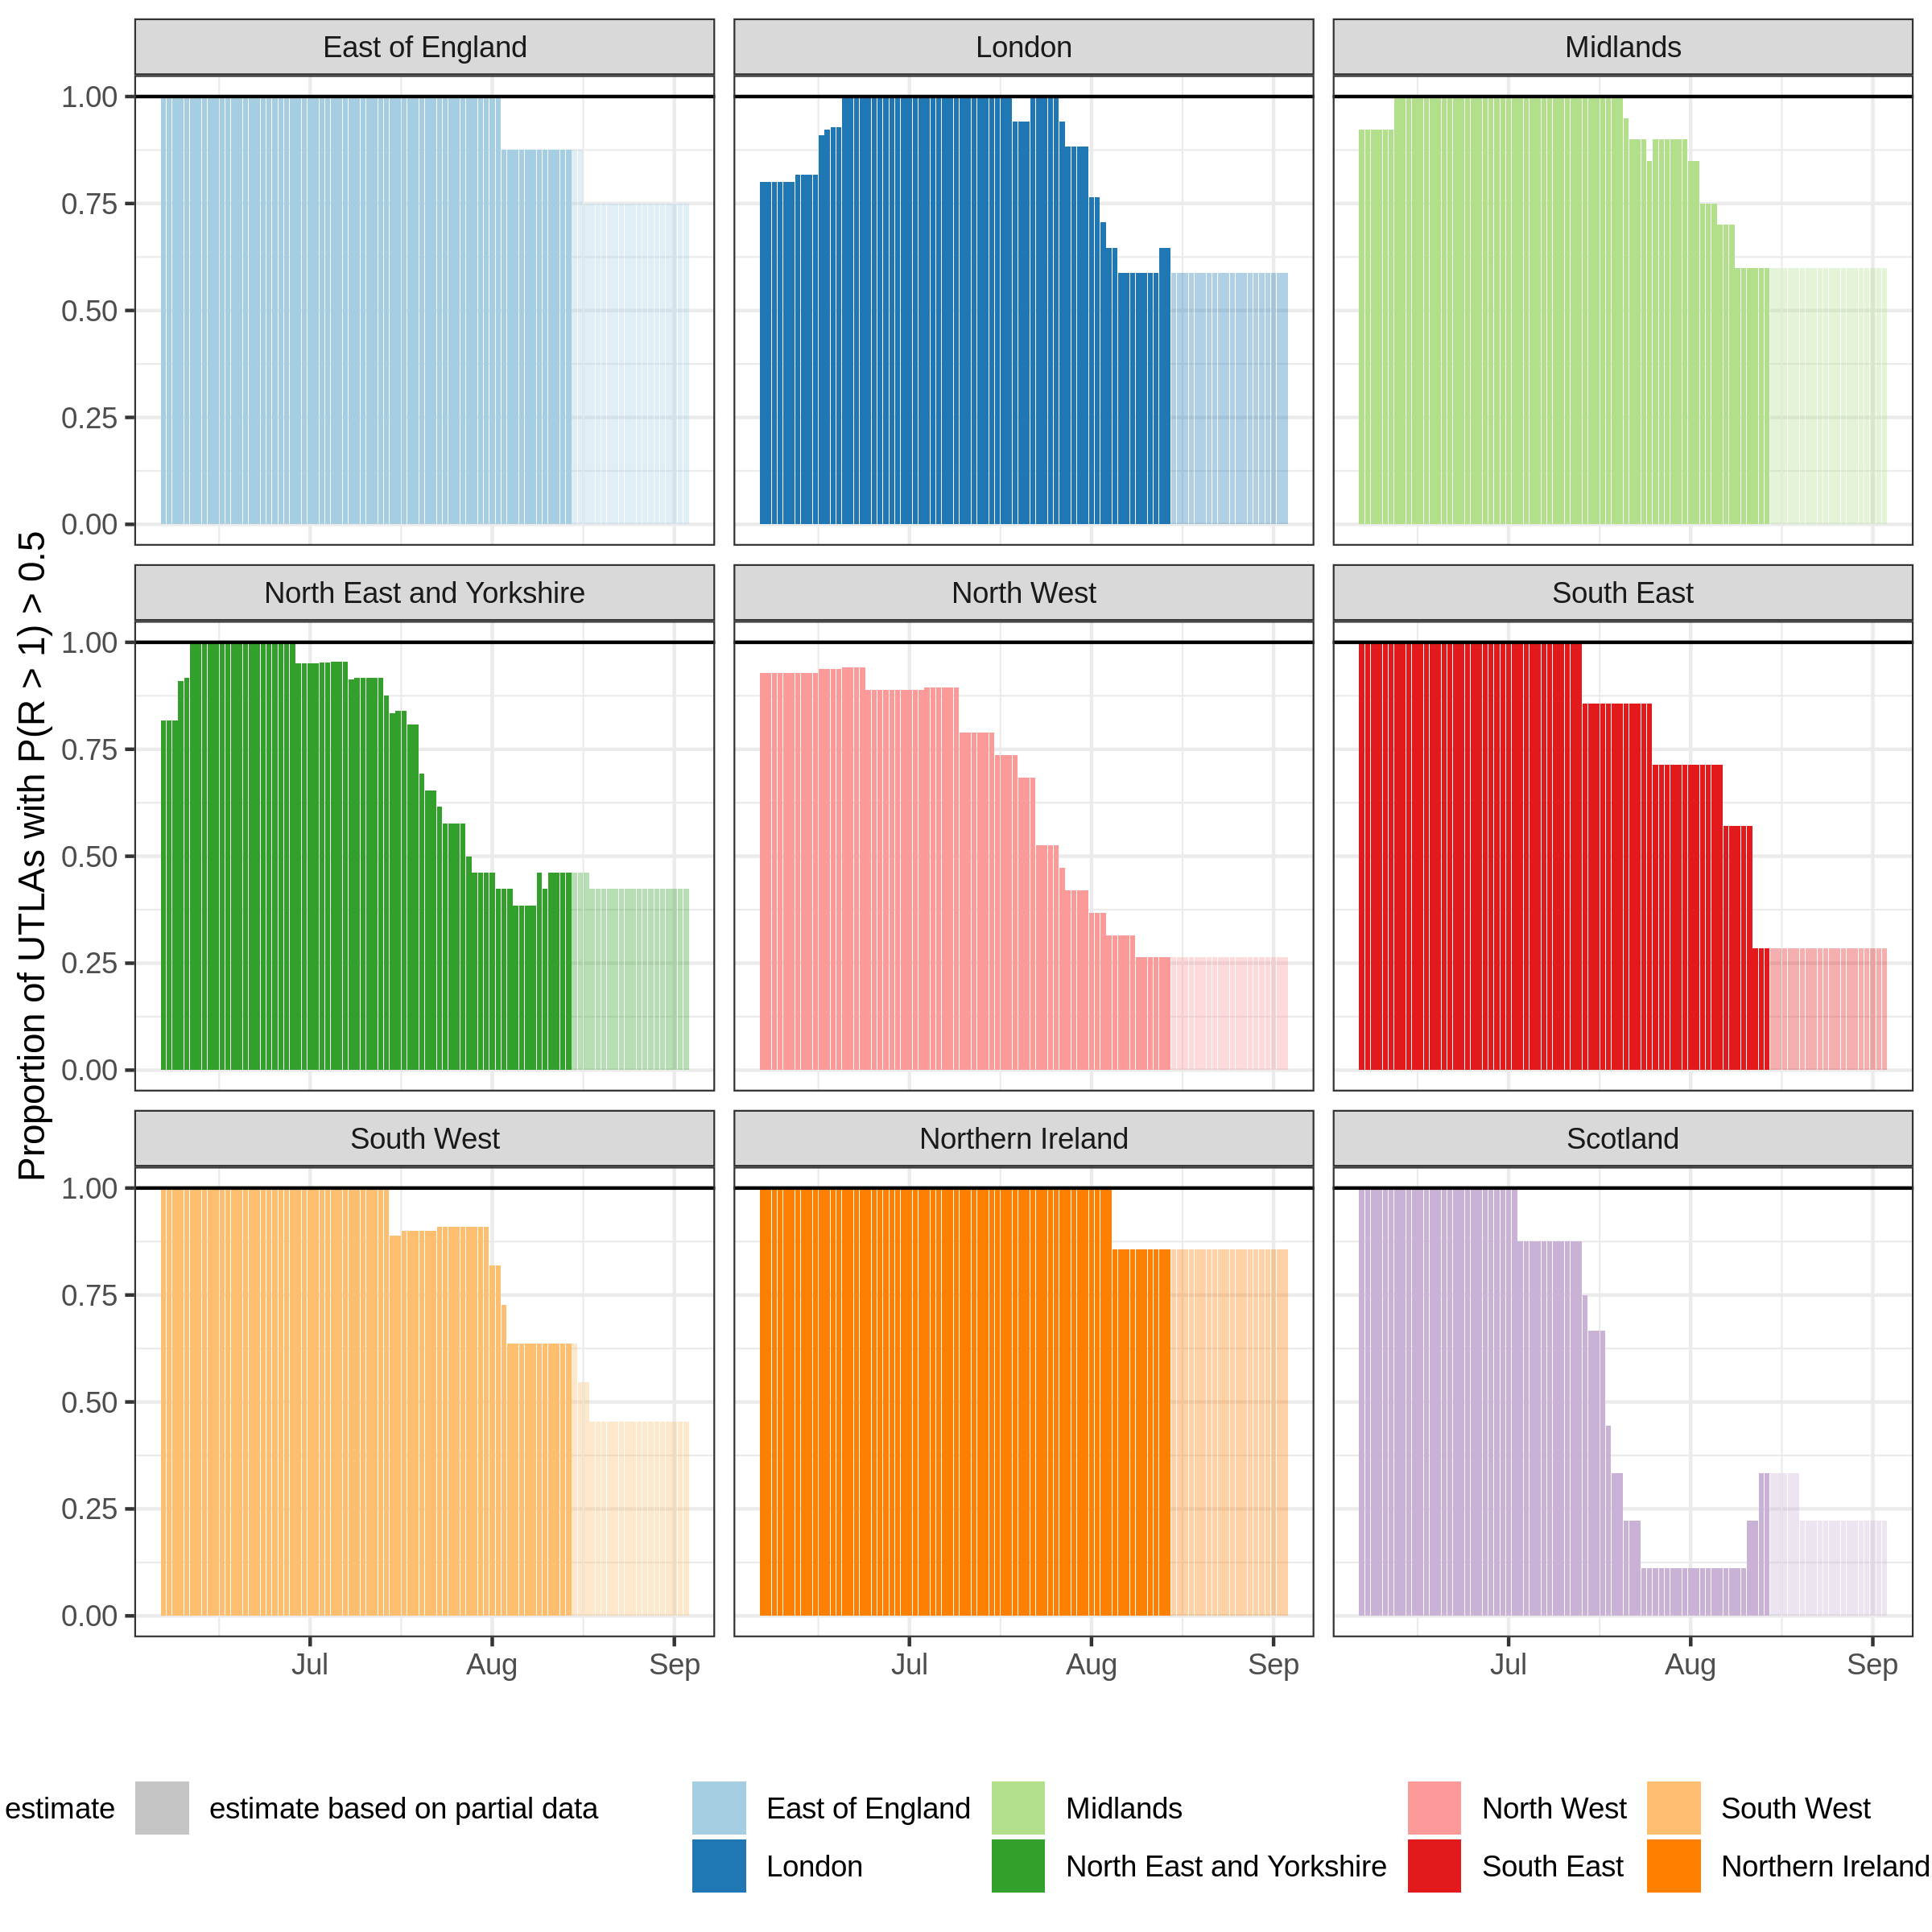 East of England London Midlands
1.00
0.75
0.50
0.25
0.00
North East and Yorkshire North West South East
1.00
0.75
0.50
0.25
0.00
Proportion of UTLAs with P(R > 1) > 0.5
South West Northern Ireland Scotland
1.00
0.75
0.50
0.25
0.00
Jul Aug Sep Jul Aug Sep Jul Aug Sep
estimate estimate based on partial data East of England Midlands North West South West
London North East and Yorkshire South East Northern Ireland